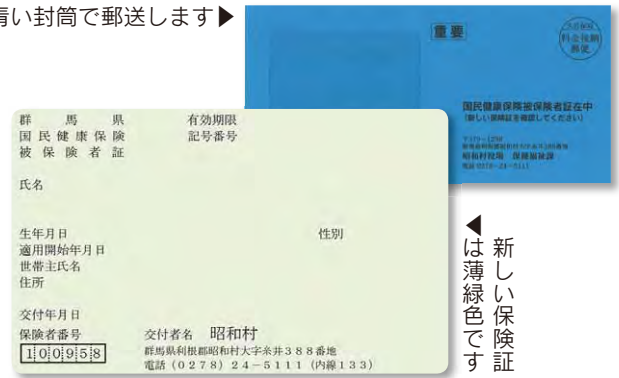 青い封筒で郵送します▶
重要
料金後納
郵便
国民健康保険被保険者証在中
(新しい保険証を確認してください)
昭和村役場 保健福祉課
電話 0278-24-5111
群馬県
国民健康保険
被保険者証
有効期限
記号番号
氏名
生年月日
性別
適用開始年月日
世帯主氏名
住所
交付年月日
保険者番号
100958
交付者名 昭和村
群馬県利根郡昭和村大字糸井388番地
電話(0278)24-5111(内線133)
◀新しい保険証
は薄緑色です